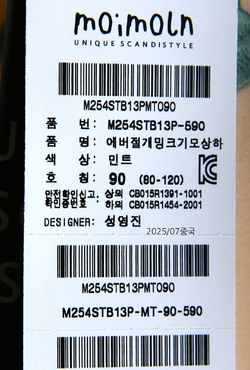 moimoln
UNIQUE SCANDISTYLE
M254STB13PMT090
품 번: M254STB13P-590
품 명: 에버절개밍크기모상하
색 상: 민트
호 칭: 90 (80-120)
안전확인신고 상의 CB015R1391-1001
확인증번호: 하의 CB015R1454-2001
DESIGNER: 성영진
2025/07중국
M254STB13PMT090
M254STB13P-MT-90-590